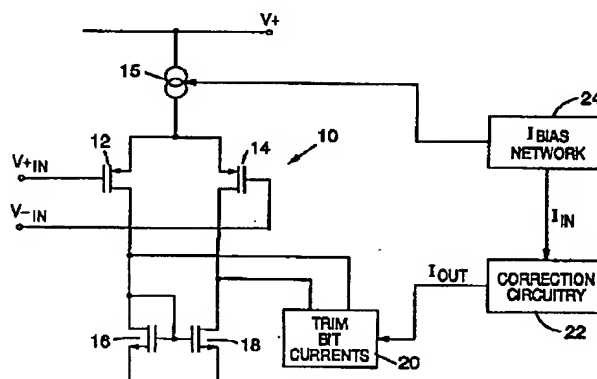 V+
15
24
I BIAS
NETWORK
12
14
10
V+IN
V-IN
IIN
IOUT
CORRECTION
CIRCUITRY
22
TRIM
BIT
CURRENTS
20
16
18